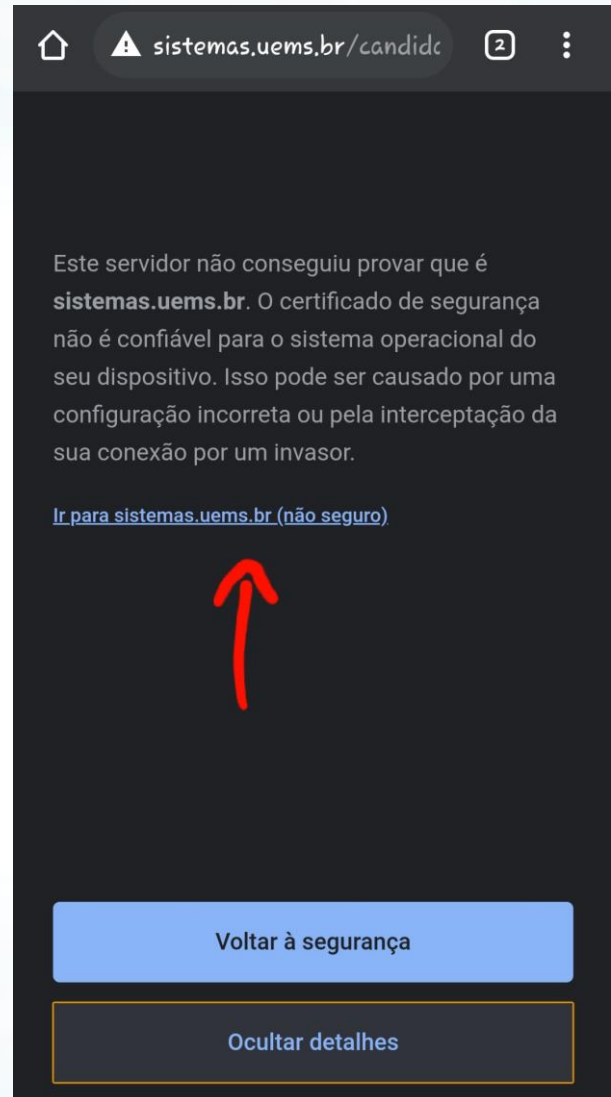 sistemas.uems.br/candidc
2
Este servidor não conseguiu provar que é
sistemas.uems.br. O certificado de segurança
não é confiável para o sistema operacional do
seu dispositivo. Isso pode ser causado por uma
configuração incorreta ou pela interceptação da
sua conexão por um invasor.
Ir para sistemas.uems.br (não seguro)
Voltar à segurança
Ocultar detalhes